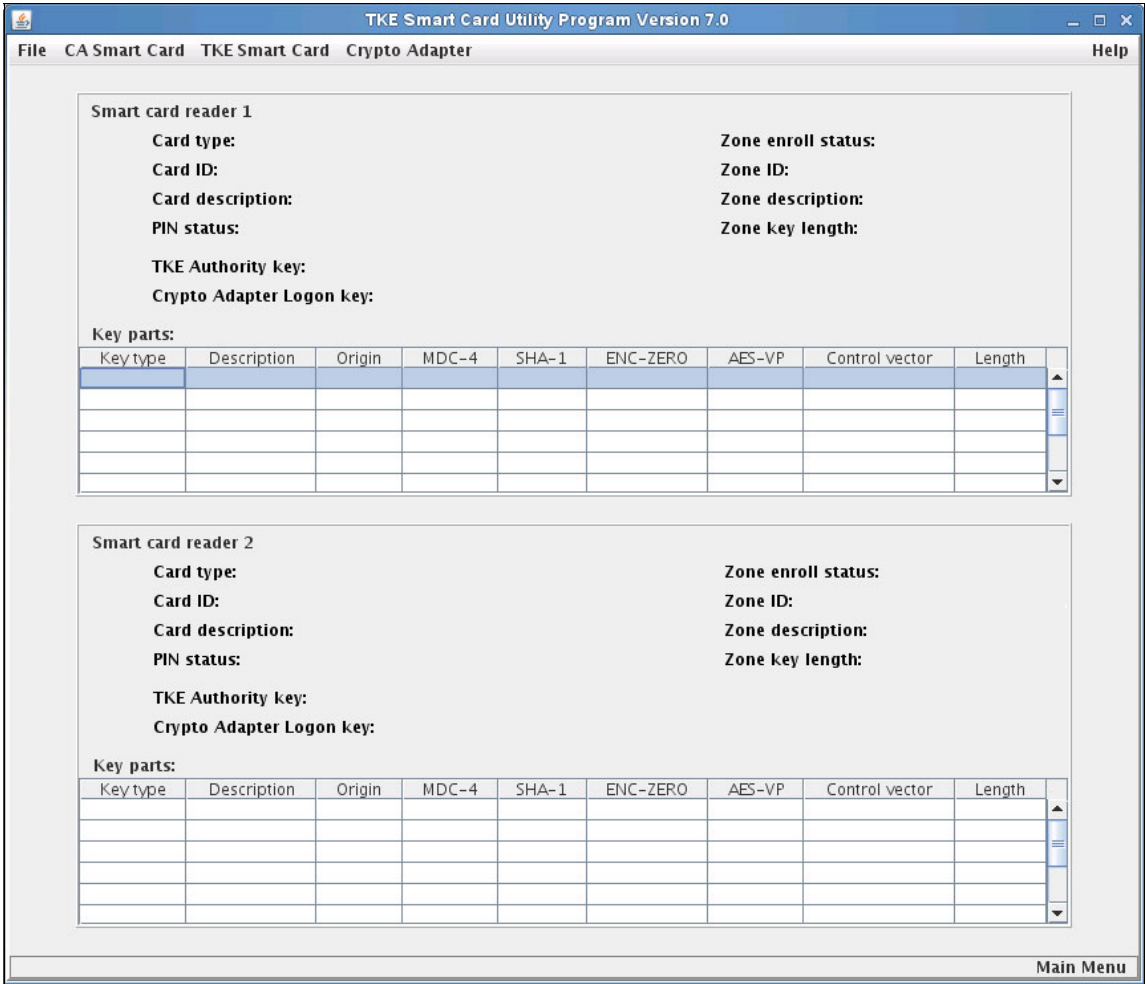 TKE Smart Card Utility Program Version 7.0
File CA Smart Card TKE Smart Card Crypto Adapter Help
Smart card reader 1
Card type: Zone enroll status:
Card ID: Zone ID:
Card description: Zone description:
PIN status: Zone key length:
TKE Authority key:
Crypto Adapter Logon key:
Key parts:
Key type Description Origin MDC-4 SHA-1 ENC-ZERO AES-VP Control vector Length
Smart card reader 2
Card type: Zone enroll status:
Card ID: Zone ID:
Card description: Zone description:
PIN status: Zone key length:
TKE Authority key:
Crypto Adapter Logon key:
Key parts:
Key type Description Origin MDC-4 SHA-1 ENC-ZERO AES-VP Control vector Length
Main Menu